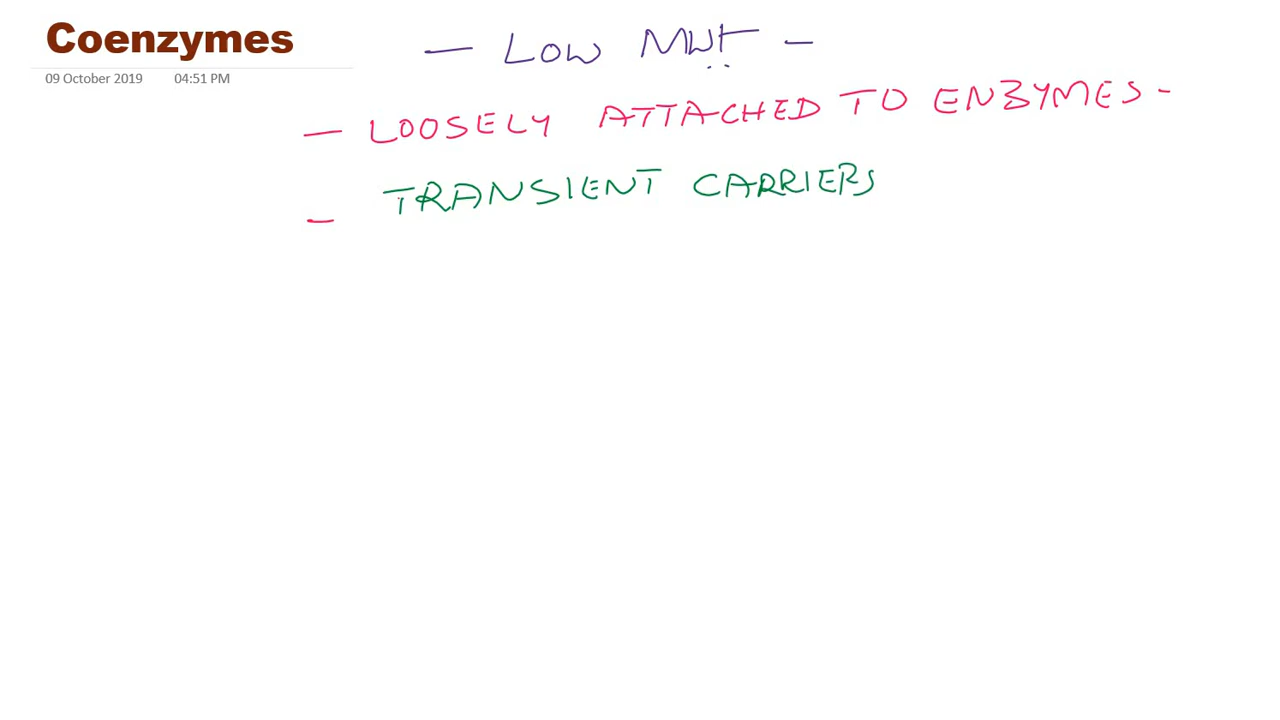 Coenzymes
09 October 2019 04:51 PM
— LOW MWt —
— LOOSELY ATTACHED TO ENZYMES -
— TRANSIENT CARRIERS